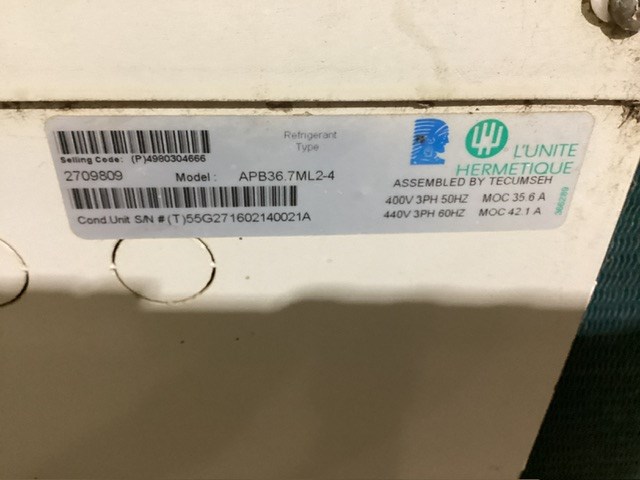 Selling Code: (P)4980304666
2709809 Model: APB36.7ML2-4
Cond.Unit S/N # (T)55G271602140021A
Refrigerant
Type
L'UNITE
HERMETIQUE
ASSEMBLED BY TECUMSEH
400V 3PH 50HZ MOC 35.6 A
440V 3PH 60HZ MOC 42.1 A